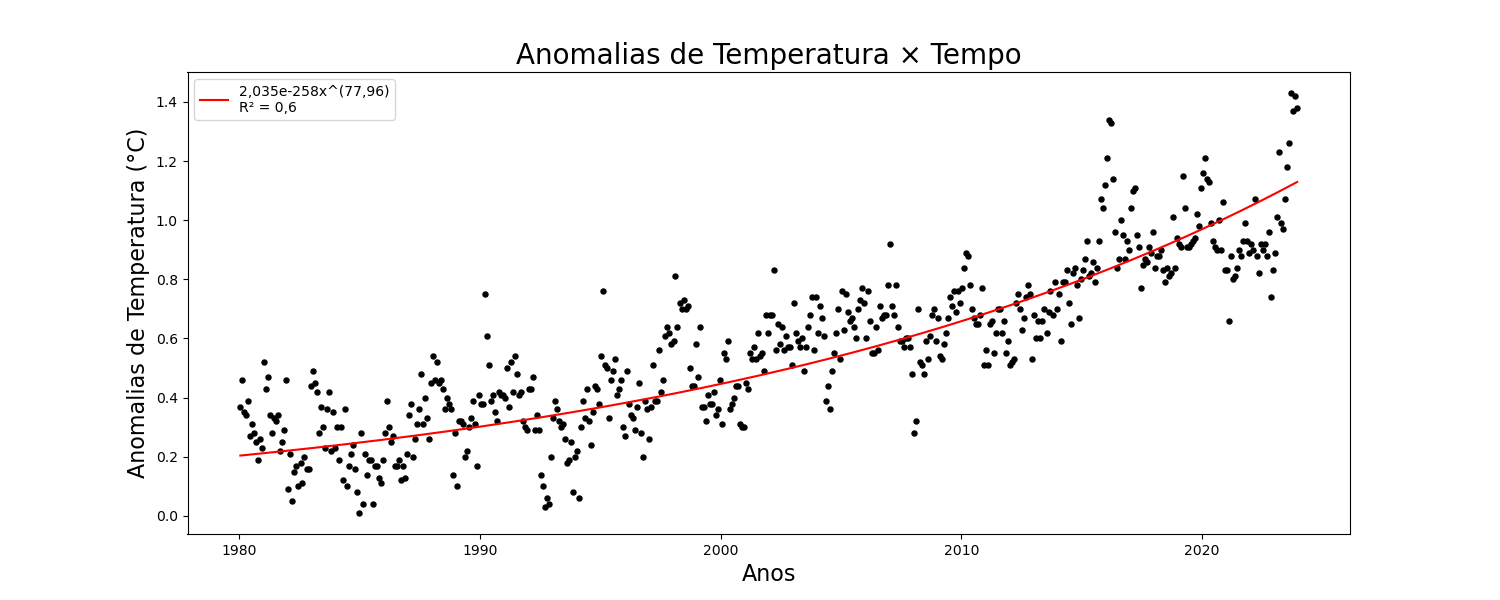 Anomalias de Temperatura × Tempo
2,035e-258x^(77,96)
R² = 0,6
Anomalias de Temperatura (°C)
1.4
1.2
1.0
0.8
0.6
0.4
0.2
0.0
1980 1990 2000 2010 2020
Anos